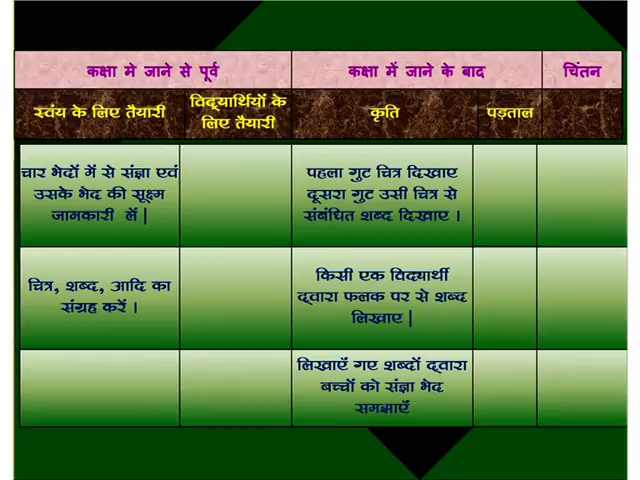 कक्षा मे जाने से पूर्व
कक्षा में जाने के बाद
चिंतन
स्वंय के लिए तैयारी
विद्यार्थियों के
लिए तैयारी
कृति
पड़ताल
चार भेदों में से संज्ञा एवं
उसके भेद की सूक्ष्म
जानकारी लें|
पहला गुट चित्र दिखाए
दूसरा गुट उसी चित्र से
संबंधित शब्द दिखाए ।
चित्र, शब्द, आदि का
संग्रह करें ।
किसी एक विद्यार्थी
द्वारा फलक पर से शब्द
लिखाए|
लिखाएँ गए शब्दों द्वारा
बच्चों को संज्ञा भेद
समझाएँ